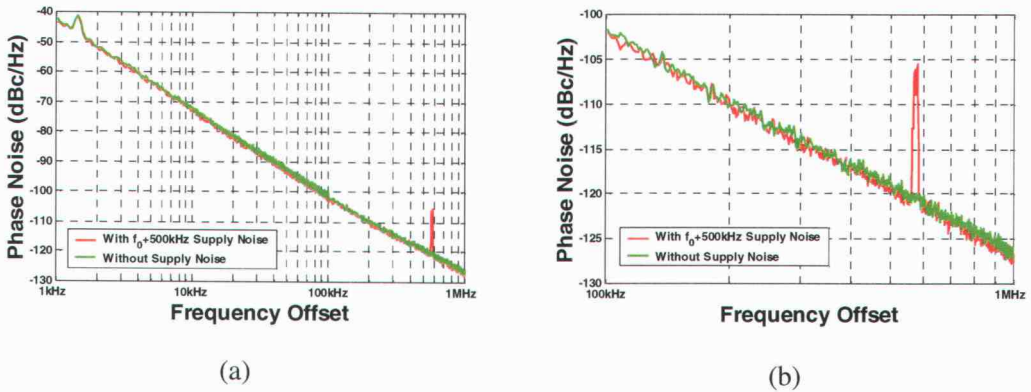 -40
-50
-60
-70
-80
-90
-100
-110
-120
-130
Phase Noise (dBc/Hz)
With f₀+500kHz Supply Noise
Without Supply Noise
1kHz
10kHz
100kHz
1MHz
Frequency Offset
(a)
-100
-105
-110
-115
-120
-125
-130
Phase Noise (dBc/Hz)
With f₀+500kHz Supply Noise
Without Supply Noise
100kHz
1MHz
Frequency Offset
(b)